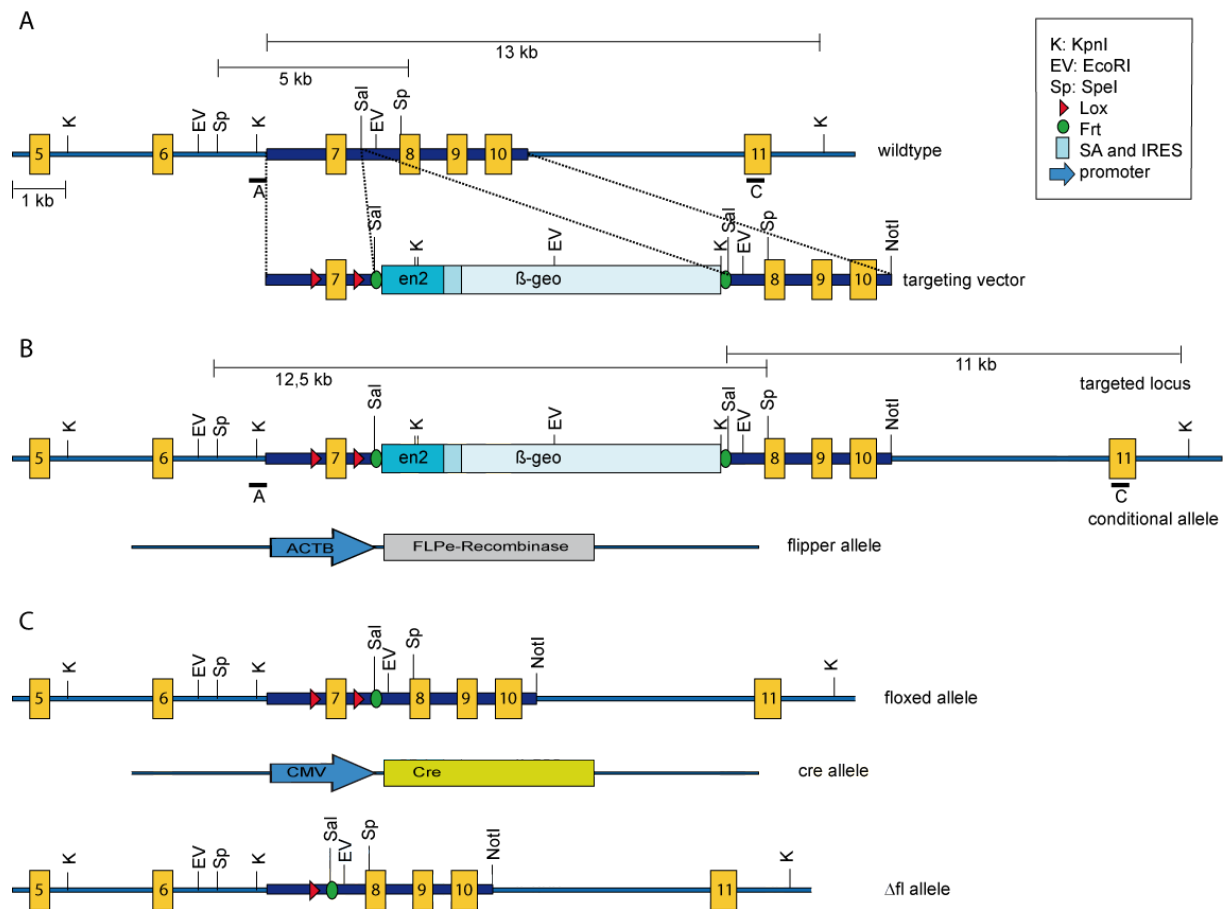 A
13 kb
5 kb
K: KpnI
EV: EcoRI
Sp: SpeI
Lox
Frt
SA and IRES
promoter
5 K 6 EV Sp K 7 Sal EV Sp 8 9 10 11 K
wildtype
1 kb
A
C
7 Sal en2 K EV ß-geo K Sal EV Sp 8 9 10 NotI
targeting vector
B
12,5 kb
11 kb
targeted locus
5 K 6 EV Sp K 7 Sal en2 K EV ß-geo K Sal EV Sp 8 9 10 NotI 11 K
A
C
conditional allele
ACTB FLPe-Recombinase
flipper allele
C
5 K 6 EV Sp K 7 Sal EV Sp 8 9 10 NotI 11 K
floxed allele
CMV Cre
cre allele
5 K 6 EV Sp K Sal EV Sp 8 9 10 NotI 11 K
Δfl allele